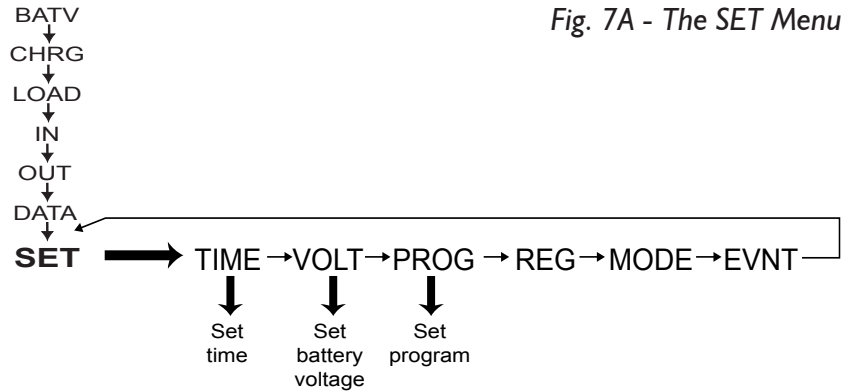 Fig. 7A - The SET Menu
BATV
CHRG
LOAD
IN
OUT
DATA
SET TIME VOLT PROG REG MODE EVNT
Set time
Set battery voltage
Set program